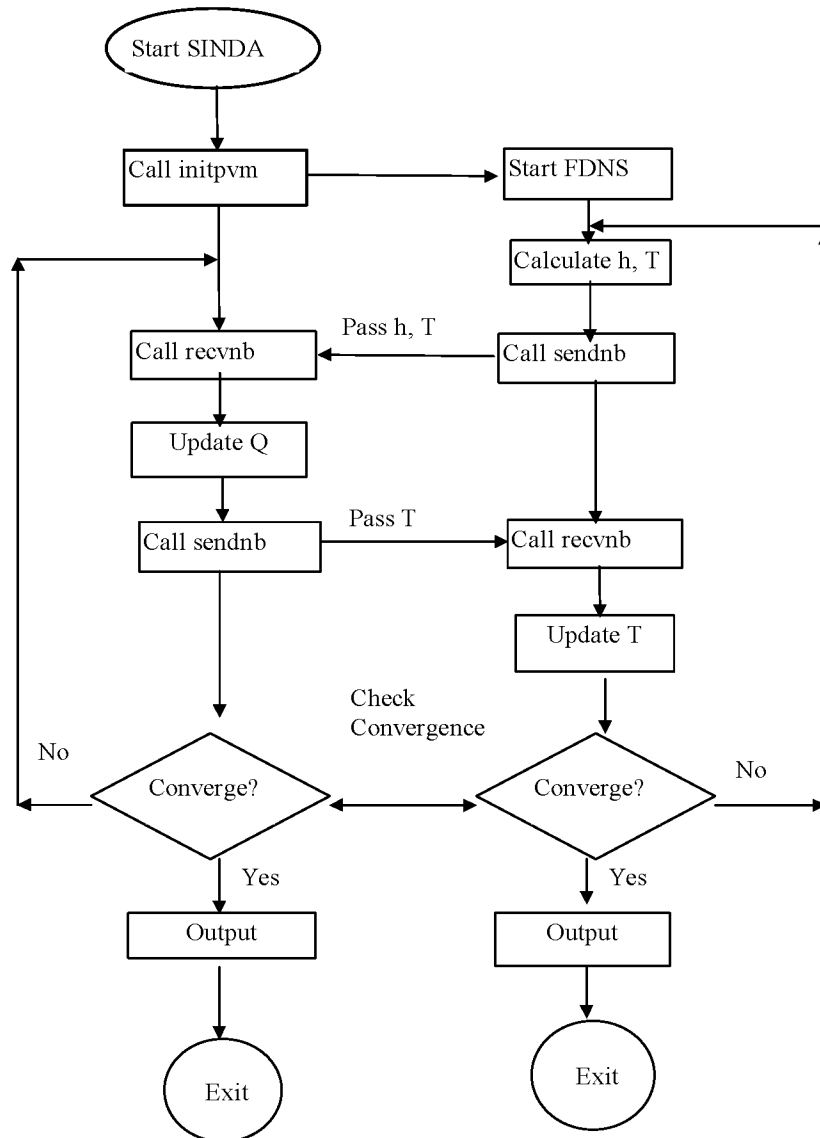 Start SINDA
Call initpvm
Start FDNS
Calculate h, T
Pass h, T
Call recvnb
Call sendnb
Update Q
Pass T
Call sendnb
Call recvnb
Update T
Check
Convergence
No
Converge?
Converge?
No
Yes
Yes
Output
Output
Exit
Exit